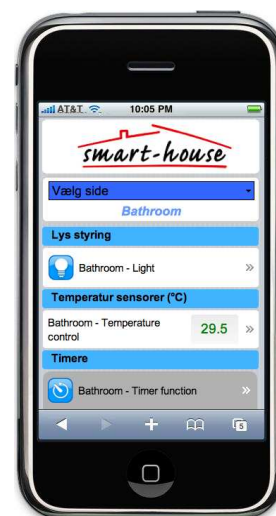 AT&T
10:05 PM
smart-house
Vælg side
Bathroom
Lys styring
Bathroom - Light
Temperatur sensorer (°C)
Bathroom - Temperature
control
29.5
Timere
Bathroom - Timer function
5